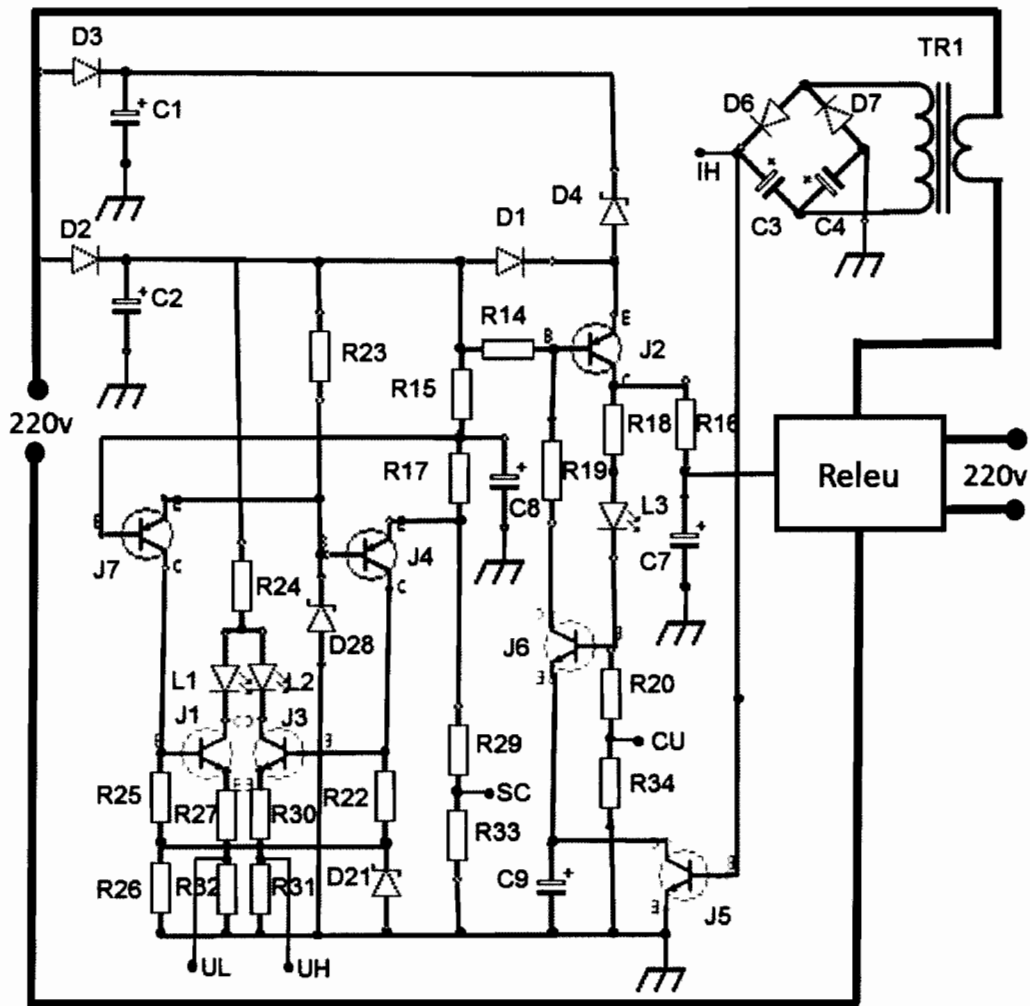 D3
TR1
C1
D6
D7
IH
D4
C3
C4
D2
D1
C2
R14
E
B
J2
R23
R15
C
220v
R18
R16
R19
Releu
220v
R17
C8
L3
E
E
J7
J4
C
C
C7
R24
D28
J6
B
L1
L2
R20
J1
J3
CU
R29
R25
R27
R30
R22
SC
R34
R33
R26
R32
R31
D21
C9
J5
UL
UH